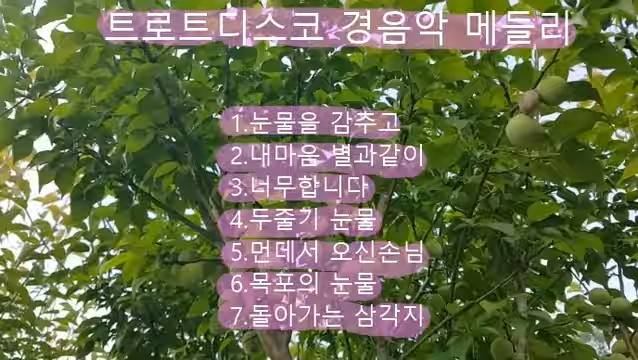 트로트디스코 경음악 메들리
1.눈물을 감추고
2.내마음 별과같이
3.너무합니다
4.두줄기 눈물
5.먼데서 오신손님
6.목포의 눈물
7.돌아가는 삼각지